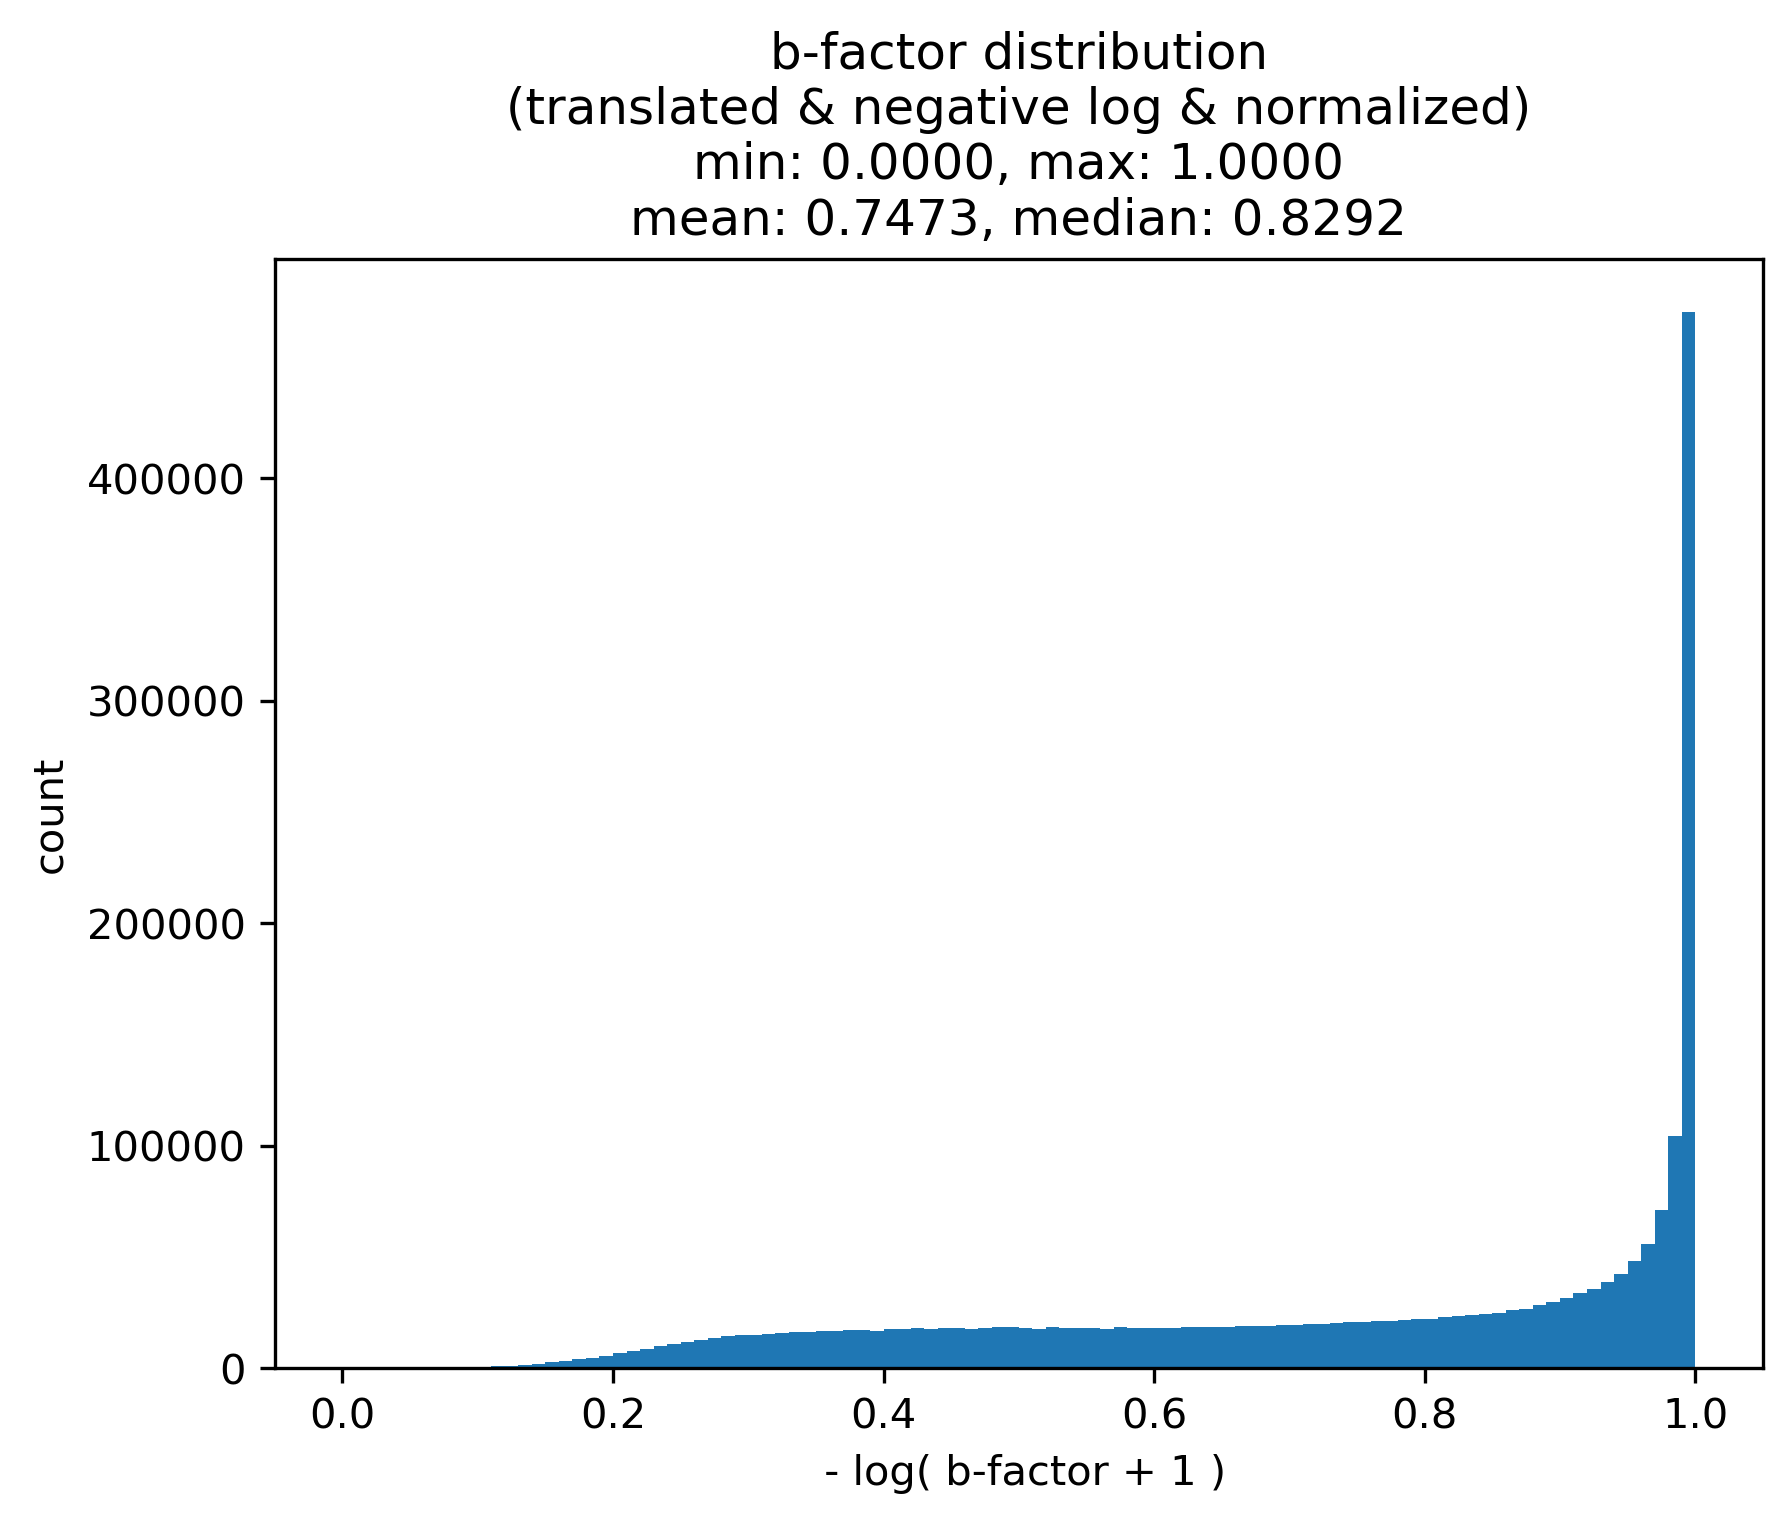 b-factor distribution
(translated & negative log & normalized)
min: 0.0000, max: 1.0000
mean: 0.7473, median: 0.8292
400000
300000
200000
100000
0
count
0.0 0.2 0.4 0.6 0.8 1.0
- log( b-factor + 1 )